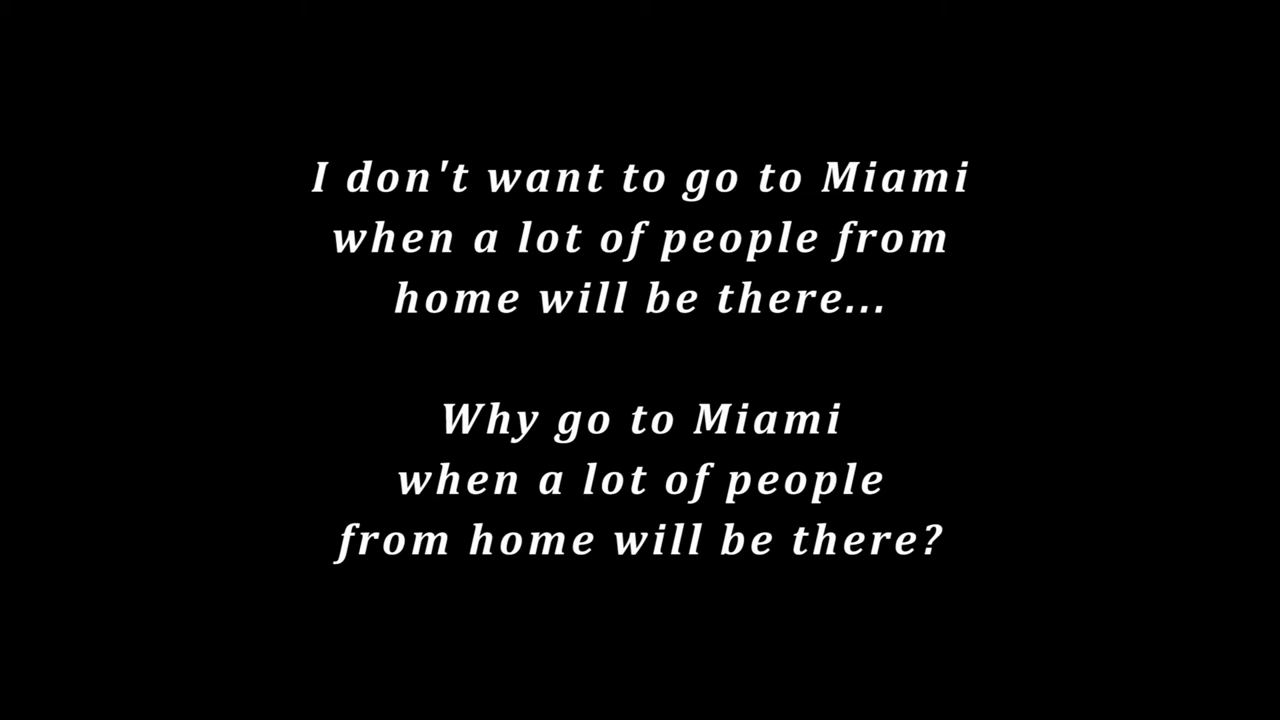 I don't want to go to Miami
when a lot of people from
home will be there...
Why go to Miami
when a lot of people
from home will be there?